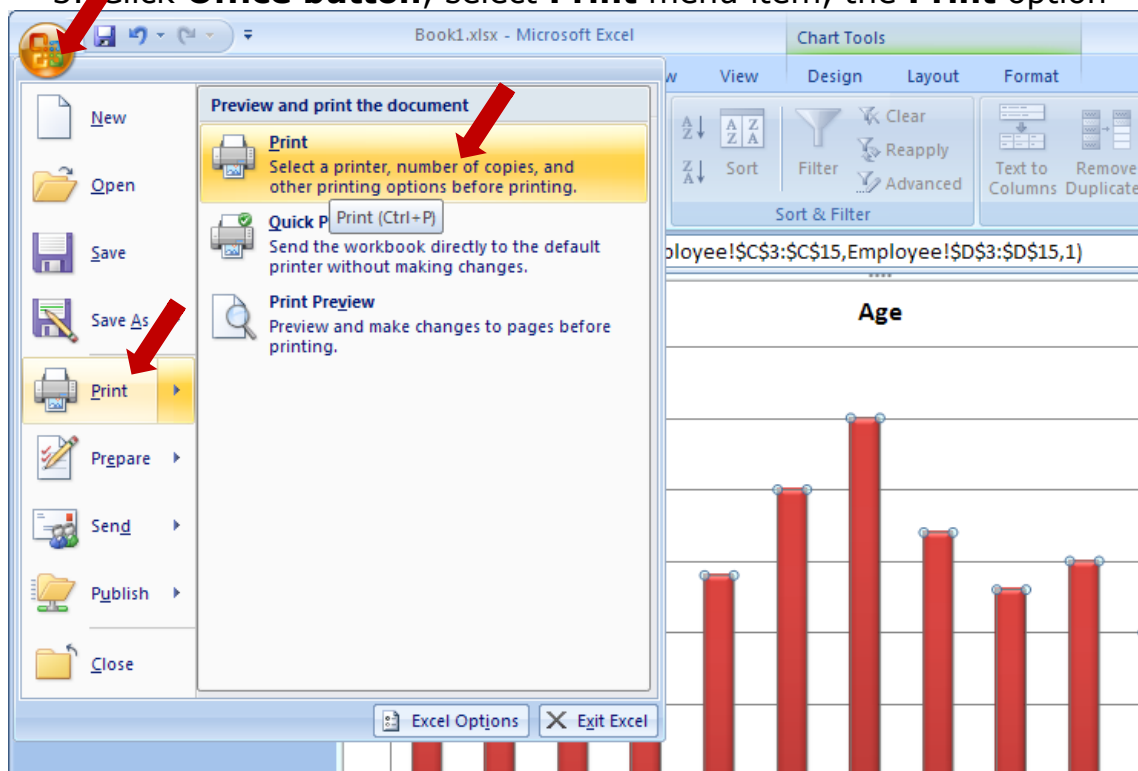 Click Office button, select Print menu item, the Print option
Book1.xlsx - Microsoft Excel
Chart Tools
View Design Layout Format
New
Open
Save
Save As
Print
Prepare
Send
Publish
Close
Preview and print the document
Print
Select a printer, number of copies, and
other printing options before printing.
Print (Ctrl+P)
Quick
Send the workbook directly to the default
printer without making changes.
Print Preview
Preview and make changes to pages before
printing.
Excel Options
Exit Excel
A Z
Z A
A Z
Z A
Sort
Filter
Clear
Reapply
Advanced
Text to
Columns
Remove
Duplicate
Sort & Filter
ployee!$C$3:$C$15,Employee!$D$3:$D$15,1)
Age